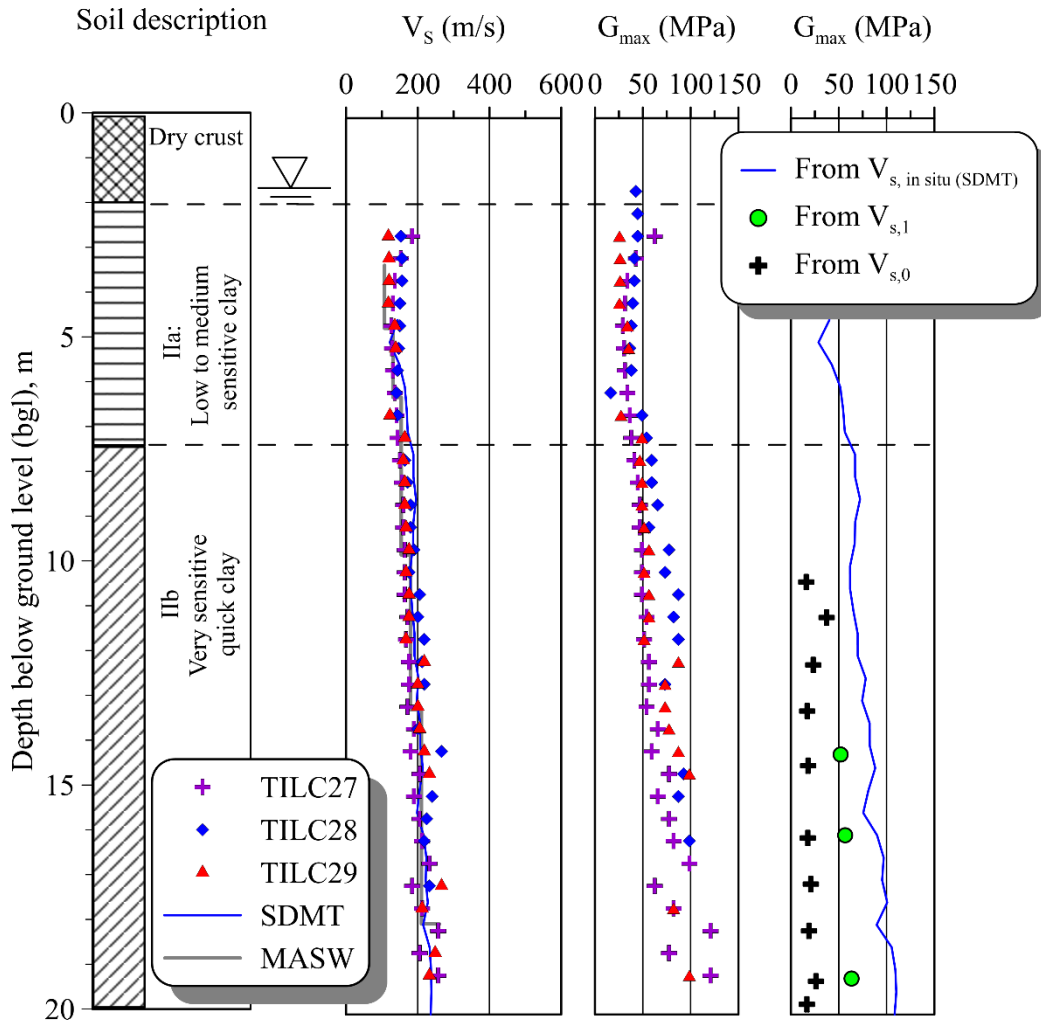 Soil description
V_S (m/s)
G_max (MPa)
G_max (MPa)
0 200 400 600
0 50 100 150
0 50 100 150
0
5
10
15
20
Depth below ground level (bgl), m
Dry crust
IIa:
Low to medium
sensitive clay
IIb
Very sensitive
quick clay
From V_s, in situ (SDMT)
From V_s,1
From V_s,0
TILC27
TILC28
TILC29
SDMT
MASW